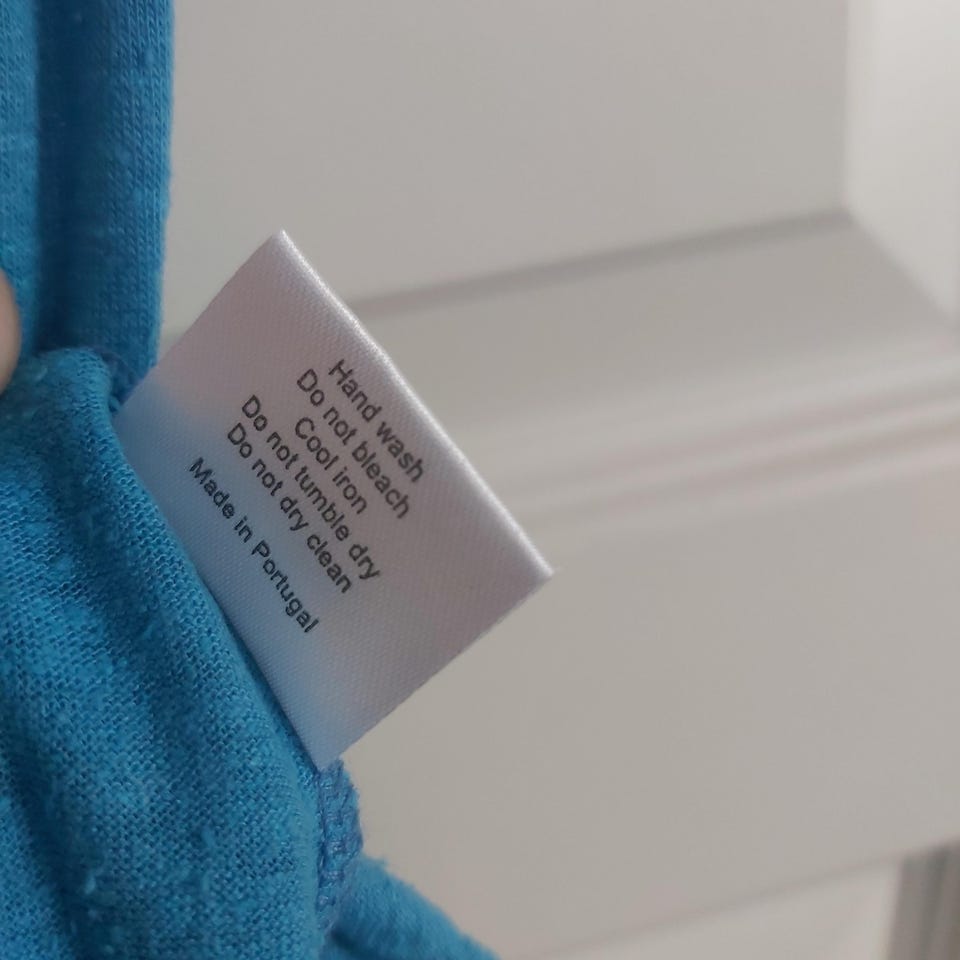 Hand wash
Do not bleach
Cool iron
Do not tumble dry
Do not dry clean
Made in Portugal